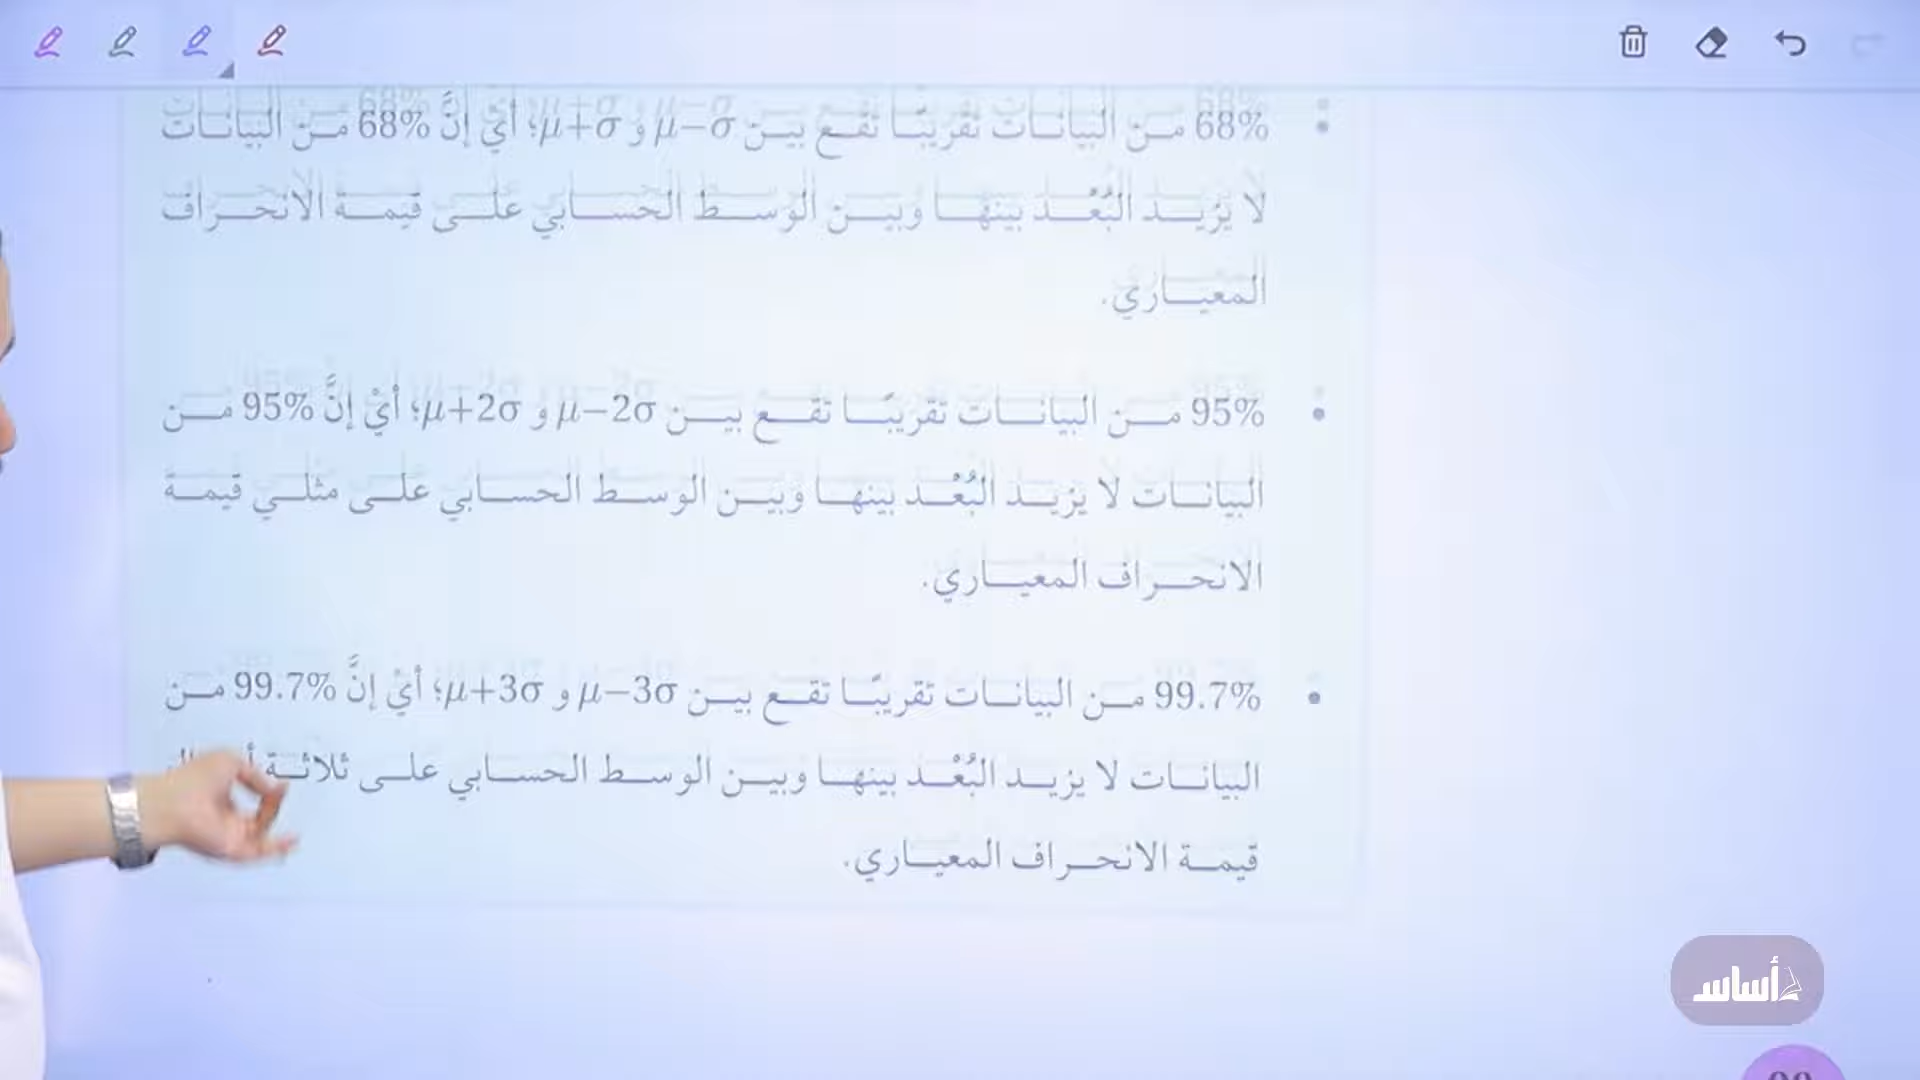 • 68% من البيانات تقريبًا تقع بين μ−σ و μ+σ؛ أيْ إنَّ 68% من البيانات
لا يزيد البُعْد بينها وبين الوسط الحسابي على قيمة الانحراف
المعياري.
• 95% من البيانات تقريبًا تقع بين μ−2σ و μ+2σ؛ أيْ إنَّ 95% من
البيانات لا يزيد البُعْد بينها وبين الوسط الحسابي على مثلي قيمة
الانحراف المعياري.
• 99.7% من البيانات تقريبًا تقع بين μ−3σ و μ+3σ؛ أيْ إنَّ 99.7% من
البيانات لا يزيد البُعْد بينها وبين الوسط الحسابي على ثلاثة
قيمة الانحراف المعياري.
أساس